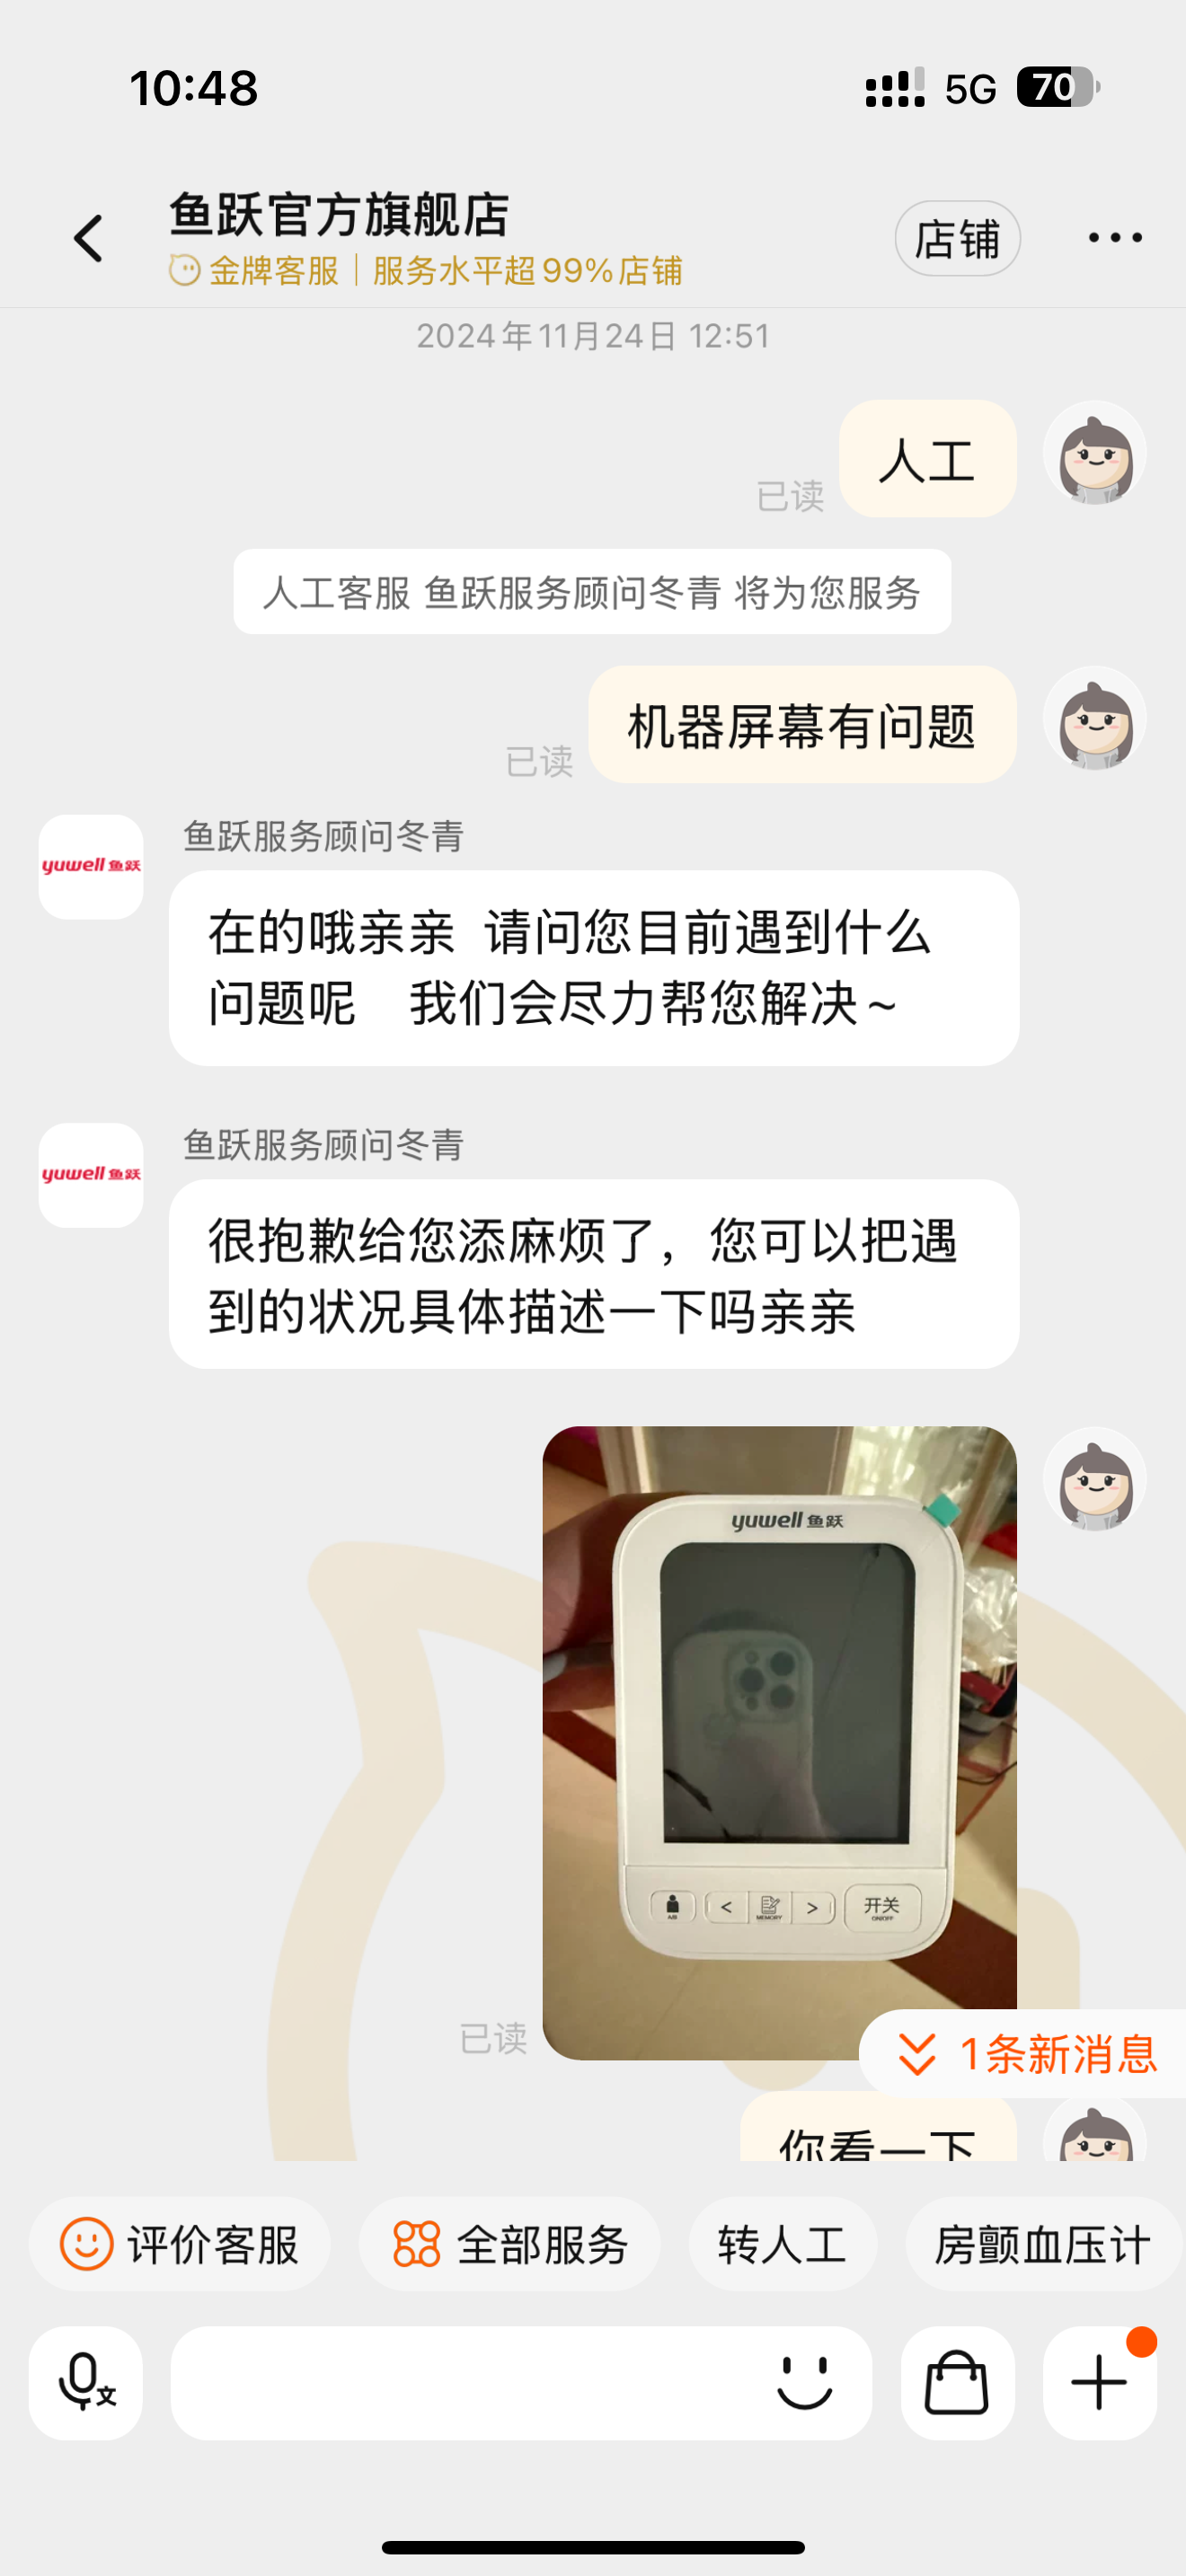 10:48
5G
70
鱼跃官方旗舰店
金牌客服｜服务水平超99%店铺
店铺
2024年11月24日 12:51
人工
已读
人工客服 鱼跃服务顾问冬青 将为您服务
机器屏幕有问题
已读
鱼跃服务顾问冬青
yuwell 鱼跃
在的哦亲亲 请问您目前遇到什么
问题呢 我们会尽力帮您解决~
鱼跃服务顾问冬青
yuwell 鱼跃
很抱歉给您添麻烦了，您可以把遇
到的状况具体描述一下吗亲亲
yuwell 鱼跃
A/B
<
MEMORY
>
开关
ON/OFF
已读
1条新消息
你看一下
评价客服
全部服务
转人工
房颤血压计
文